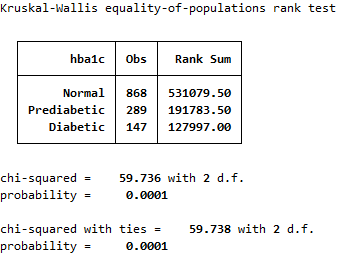 Kruskal-Wallis equality-of-populations rank test
hba1c Obs Rank Sum
Normal 868 531079.50
Prediabetic 289 191783.50
Diabetic 147 127997.00
chi-squared = 59.736 with 2 d.f.
probability = 0.0001
chi-squared with ties = 59.738 with 2 d.f.
probability = 0.0001